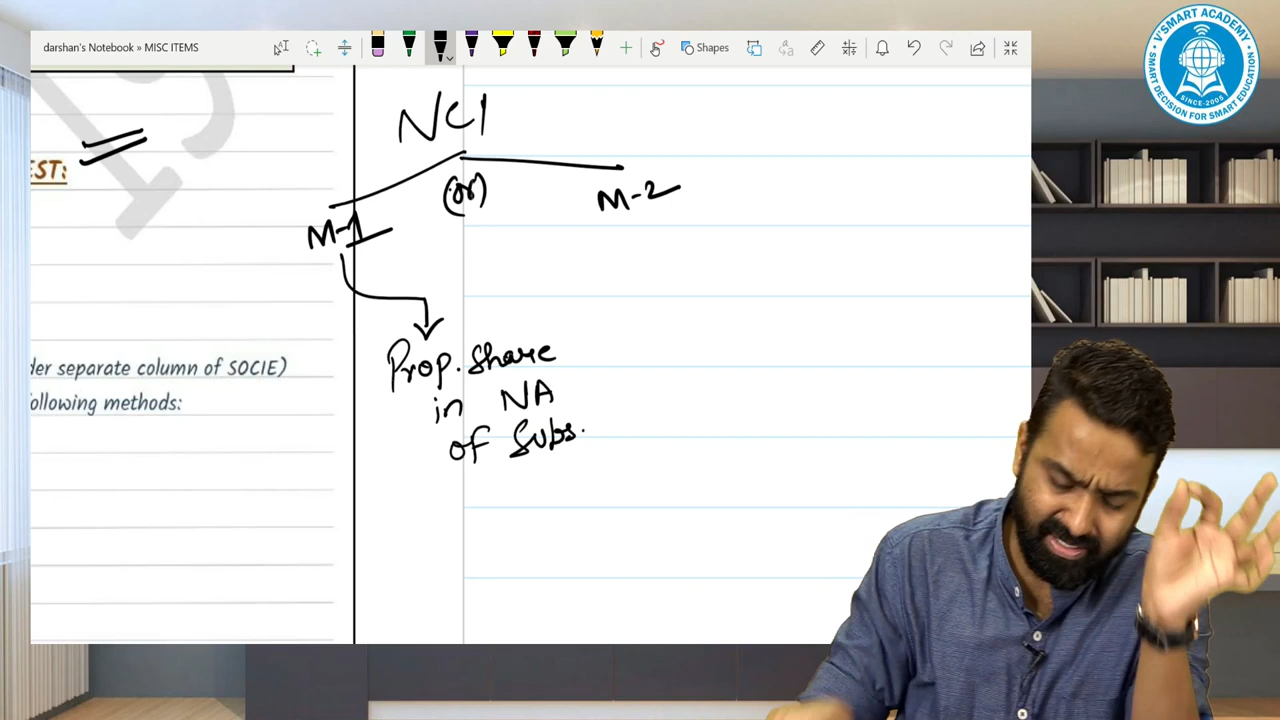 darshan's Notebook » MISC ITEMS
Shapes
V'SMART ACADEMY
SMART DECISION FOR SMART EDUCATION
SINCE-2005
NCI
EST:
(or)
M-1
M-2
Prop. Share
in NA
of Subs.
der separate column of SOCIE)
ollowing methods: